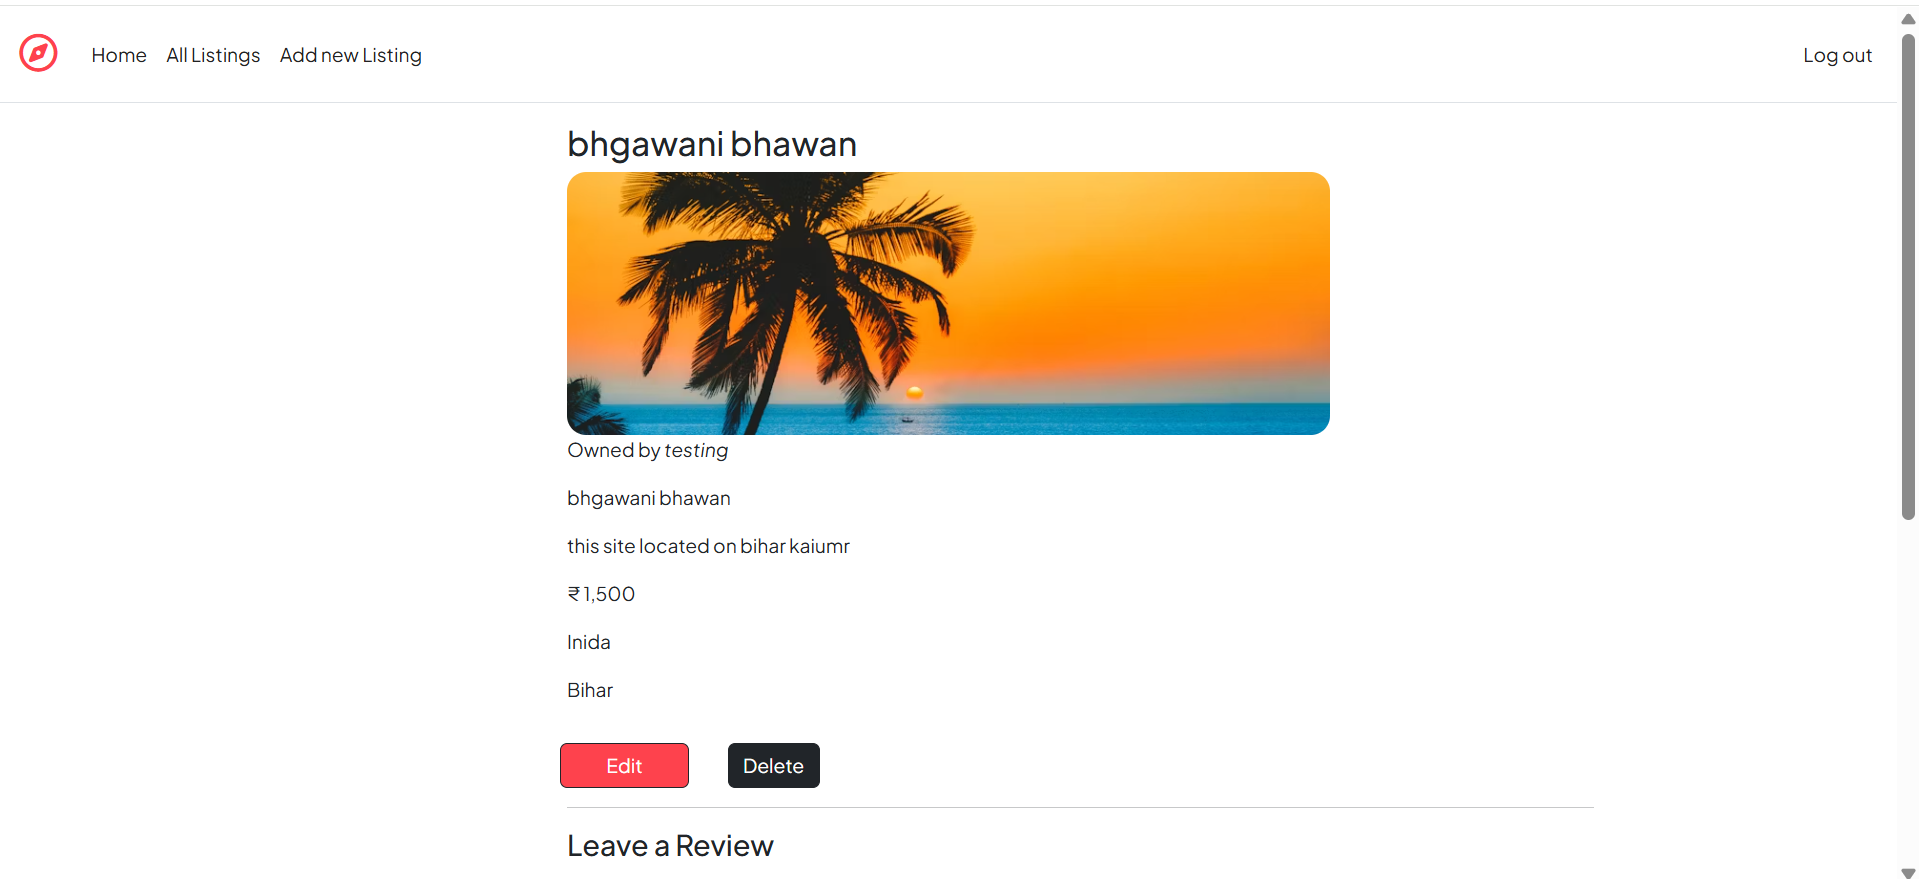 Home All Listings Add new Listing Log out
bhgawani bhawan
Owned by testing
bhgawani bhawan
this site located on bihar kaiumr
₹ 1,500
Inida
Bihar
Edit Delete
Leave a Review